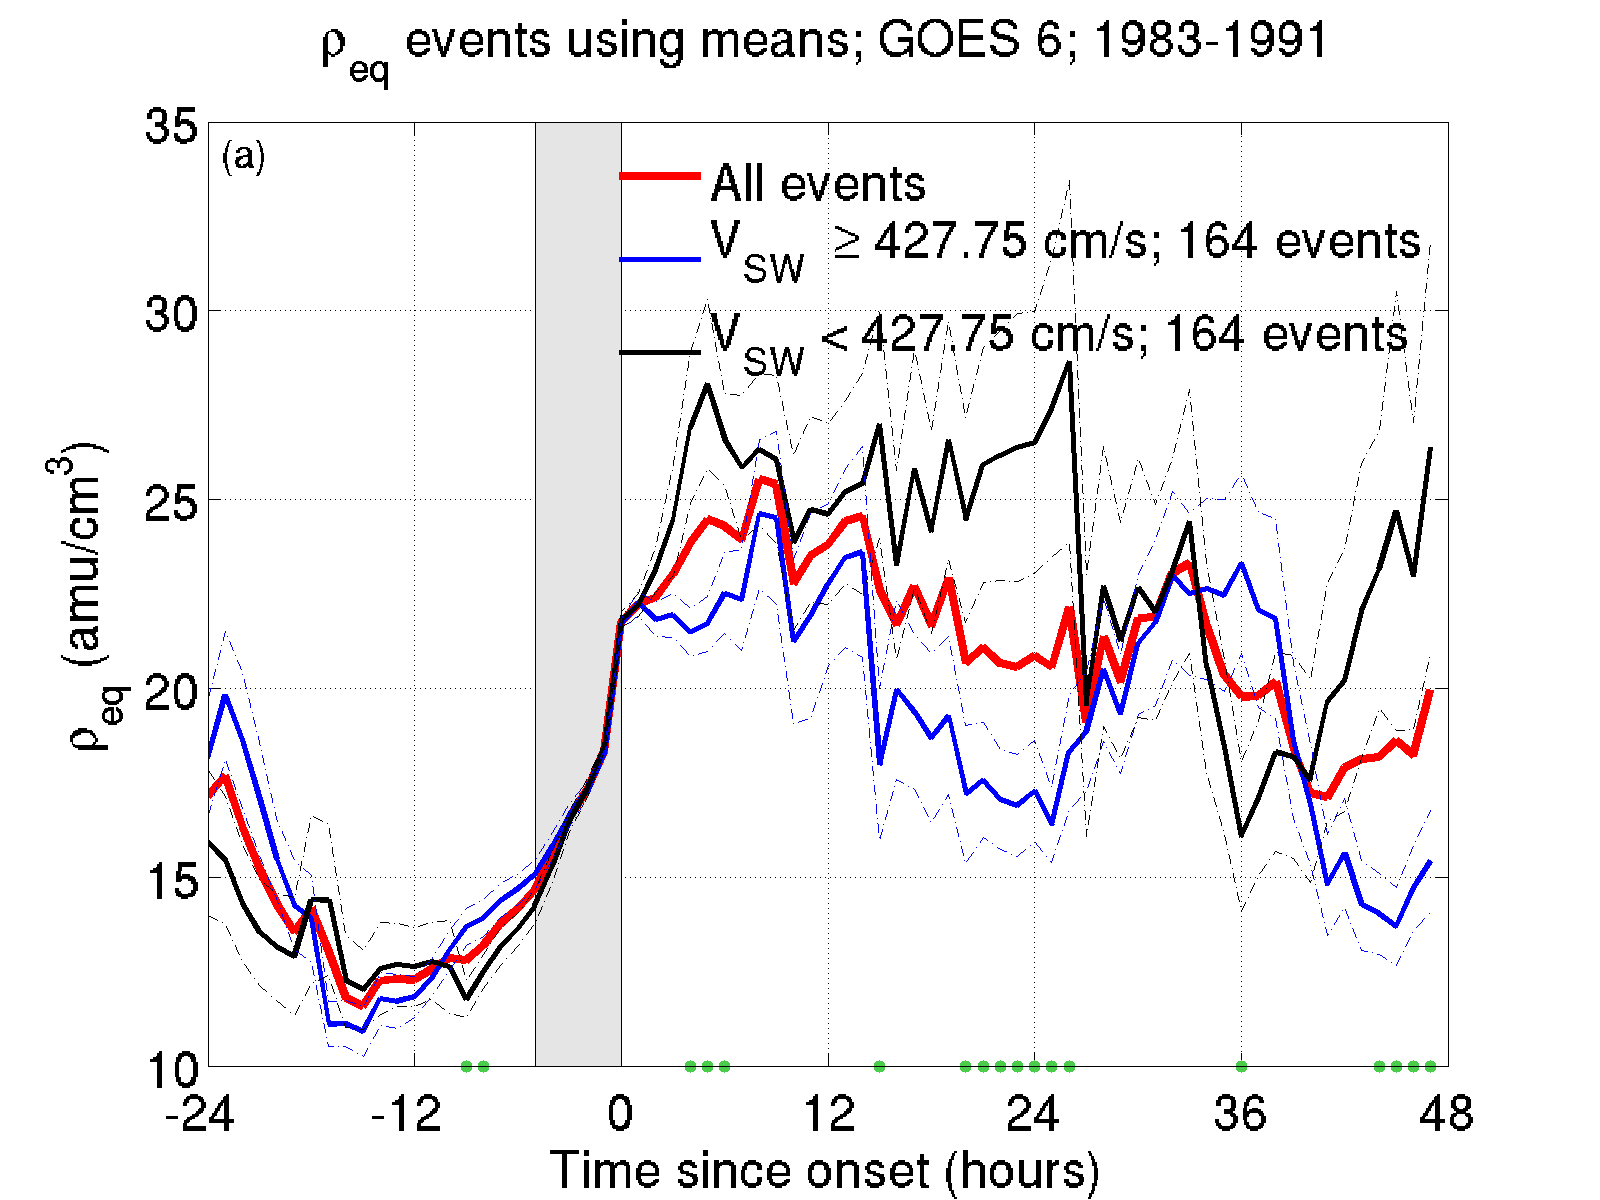 ρeq events using means; GOES 6; 1983-1991
(a)
All events
VSW ≥ 427.75 cm/s; 164 events
VSW < 427.75 cm/s; 164 events
ρeq (amu/cm³)
35
30
25
20
15
10
-24 -12 0 12 24 36 48
Time since onset (hours)